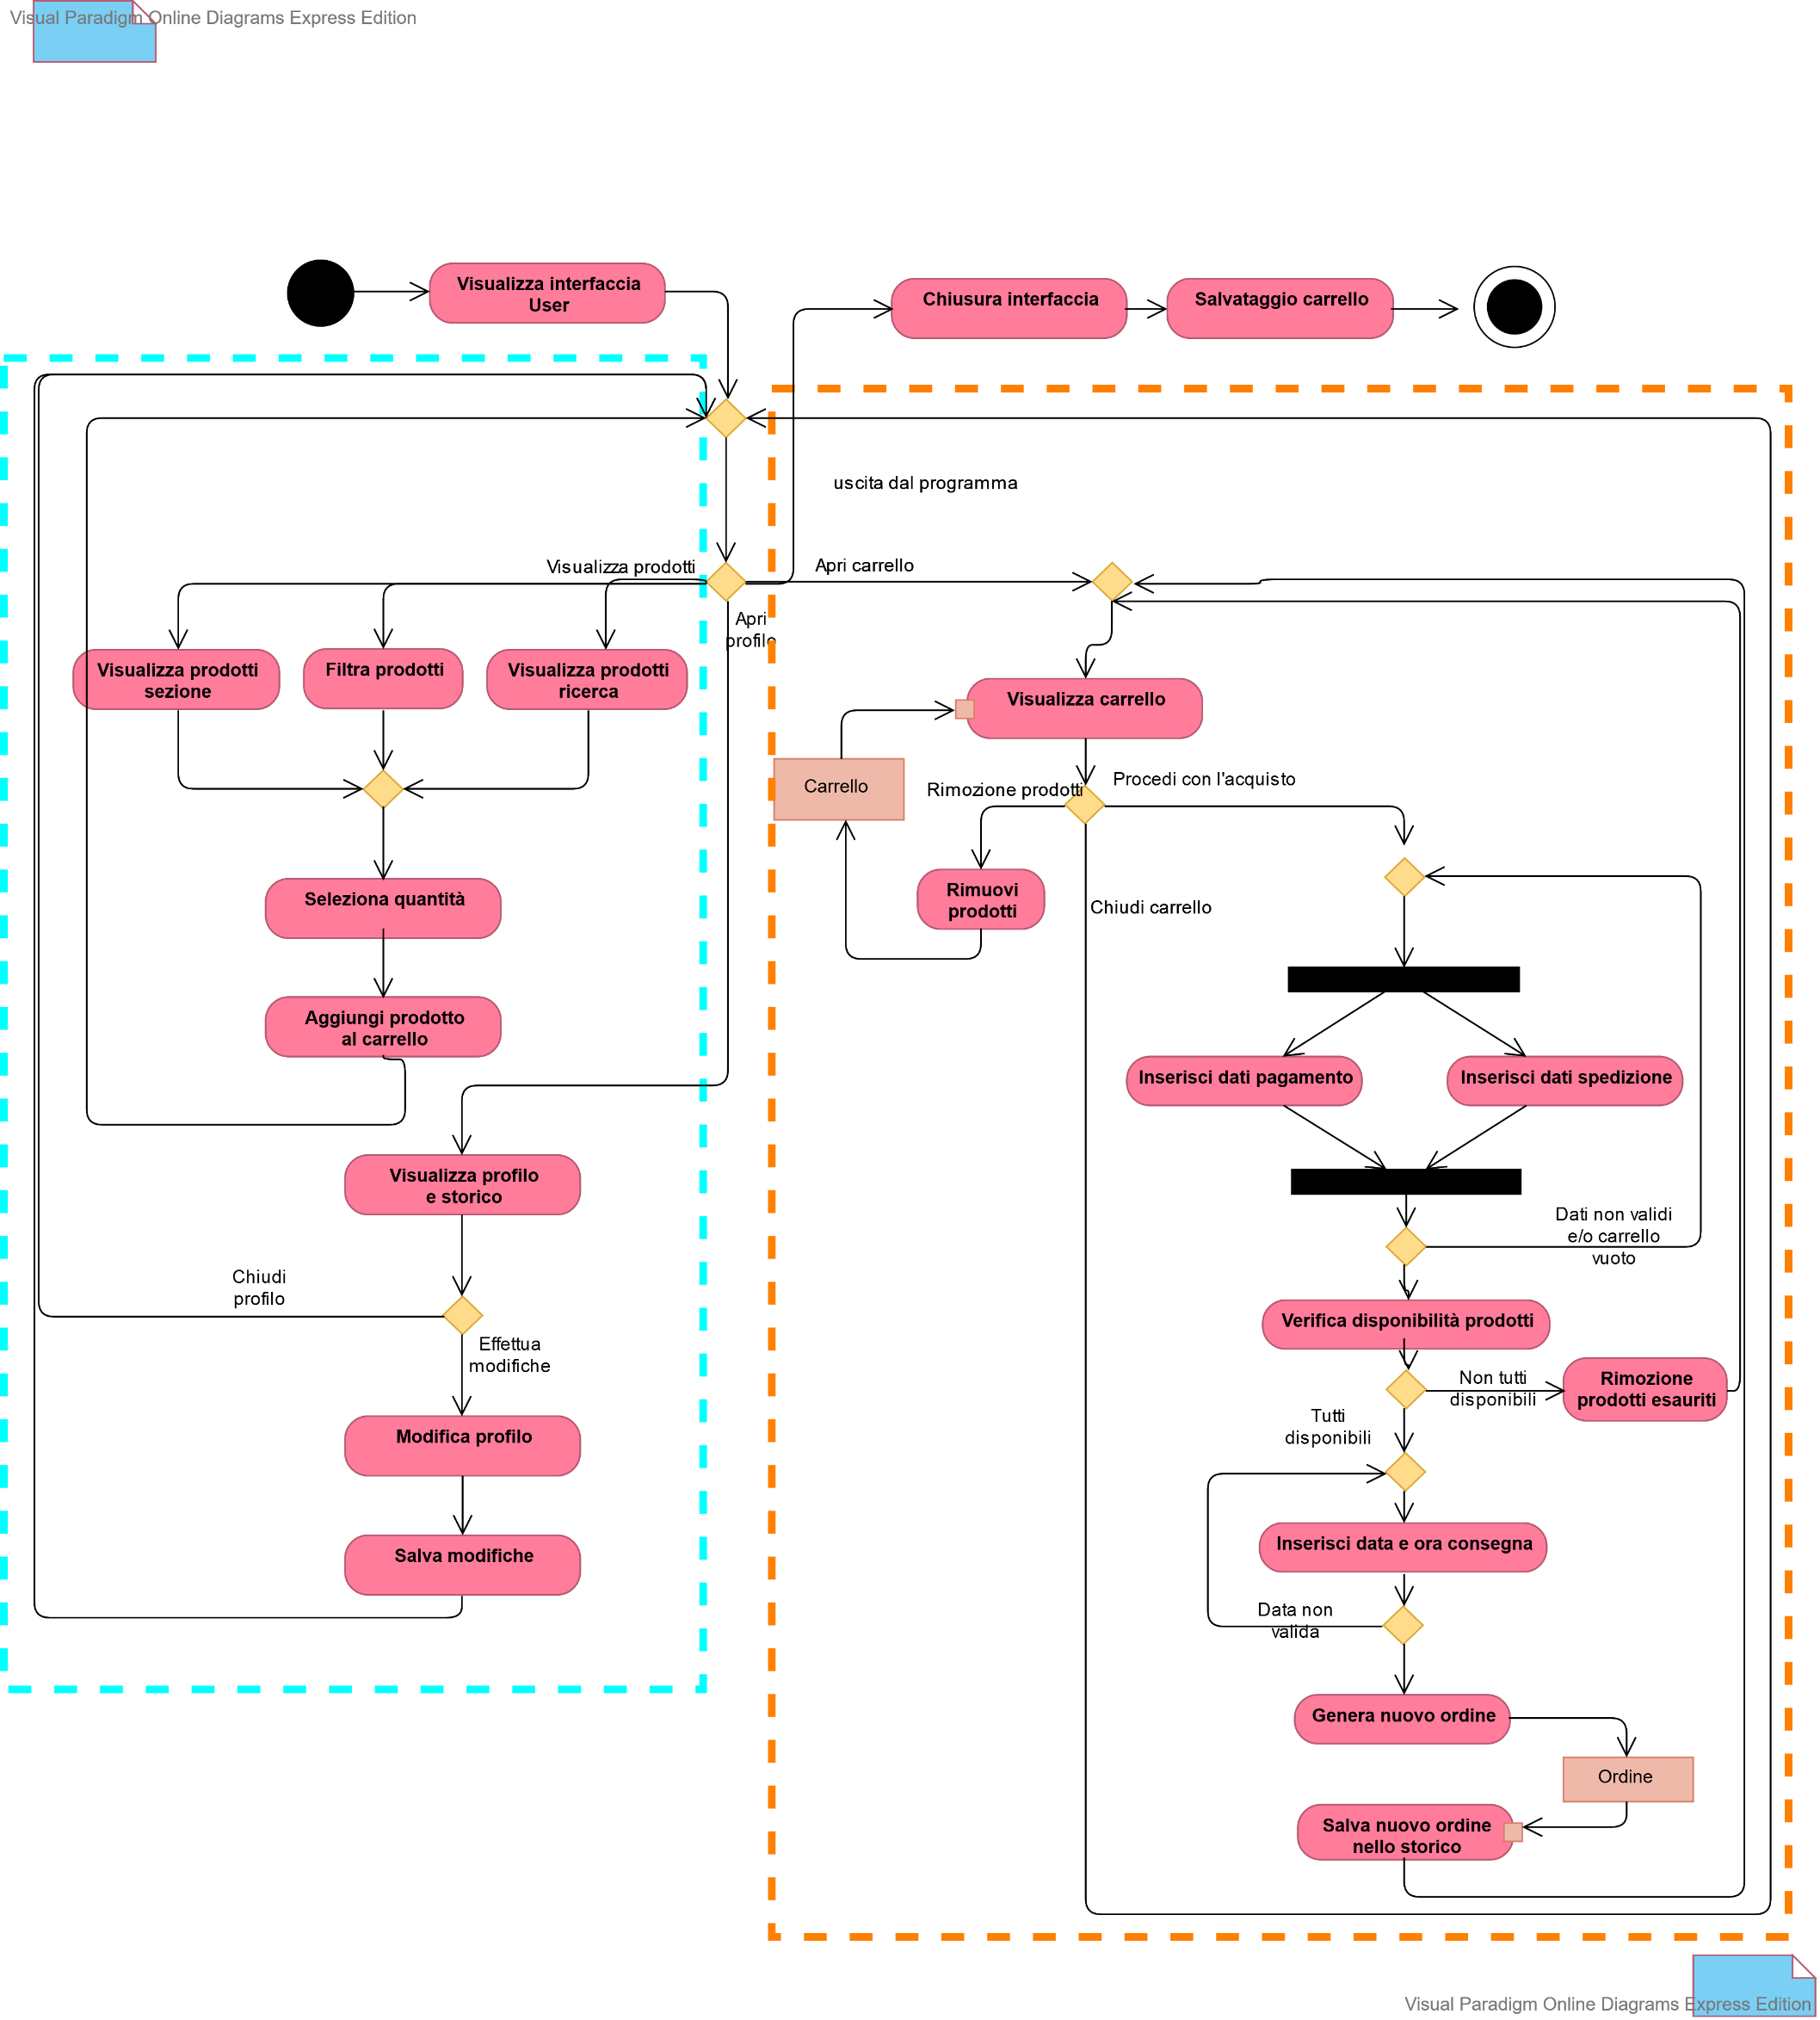 Visual Paradigm Online Diagrams Express Edition
Visualizza interfaccia
User
Chiusura interfaccia
Salvataggio carrello
uscita dal programma
Visualizza prodotti
Apri carrello
Apri
profilo
Visualizza prodotti
sezione
Filtra prodotti
Visualizza prodotti
ricerca
Visualizza carrello
Carrello
Rimozione prodotti
Procedi con l'acquisto
Rimuovi
prodotti
Chiudi carrello
Seleziona quantità
Aggiungi prodotto
al carrello
Inserisci dati pagamento
Inserisci dati spedizione
Visualizza profilo
e storico
Dati non validi
e/o carrello
vuoto
Chiudi
profilo
Effettua
modifiche
Verifica disponibilità prodotti
Non tutti
disponibili
Rimozione
prodotti esauriti
Tutti
disponibili
Modifica profilo
Salva modifiche
Inserisci data e ora consegna
Data non
valida
Genera nuovo ordine
Ordine
Salva nuovo ordine
nello storico
Visual Paradigm Online Diagrams Express Edition